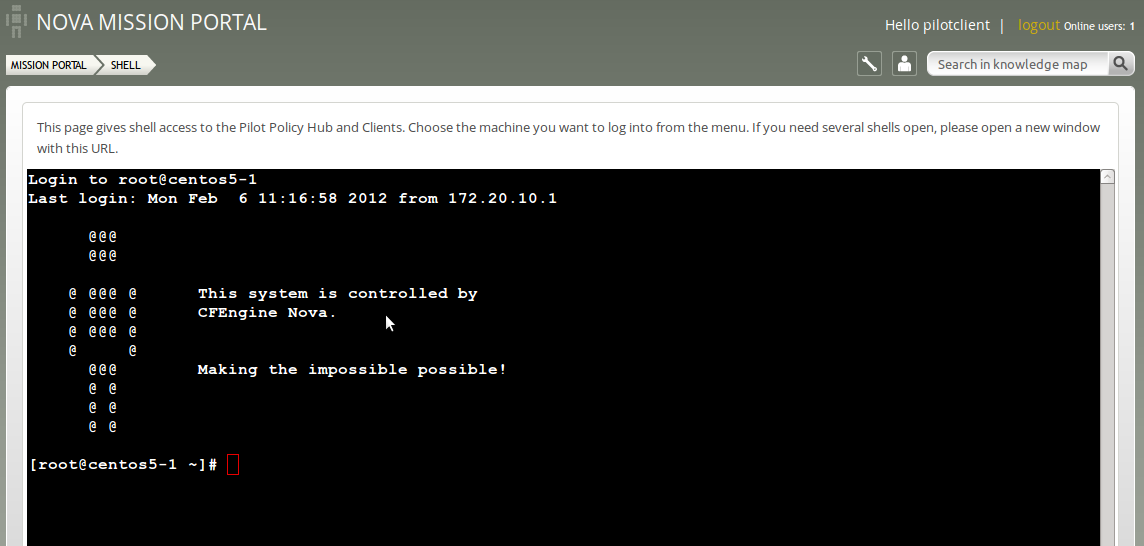 NOVA MISSION PORTAL
Hello pilotclient | logout Online users: 1
MISSION PORTAL SHELL
Search in knowledge map
This page gives shell access to the Pilot Policy Hub and Clients. Choose the machine you want to log into from the menu. If you need several shells open, please open a new window
with this URL.
Login to root@centos5-1
Last login: Mon Feb  6 11:16:58 2012 from 172.20.10.1
      @@@
      @@@
    @ @@@ @      This system is controlled by
    @ @@@ @      CFEngine Nova.
    @ @@@ @
    @     @
      @@@        Making the impossible possible!
      @ @
      @ @
      @ @
[root@centos5-1 ~]#